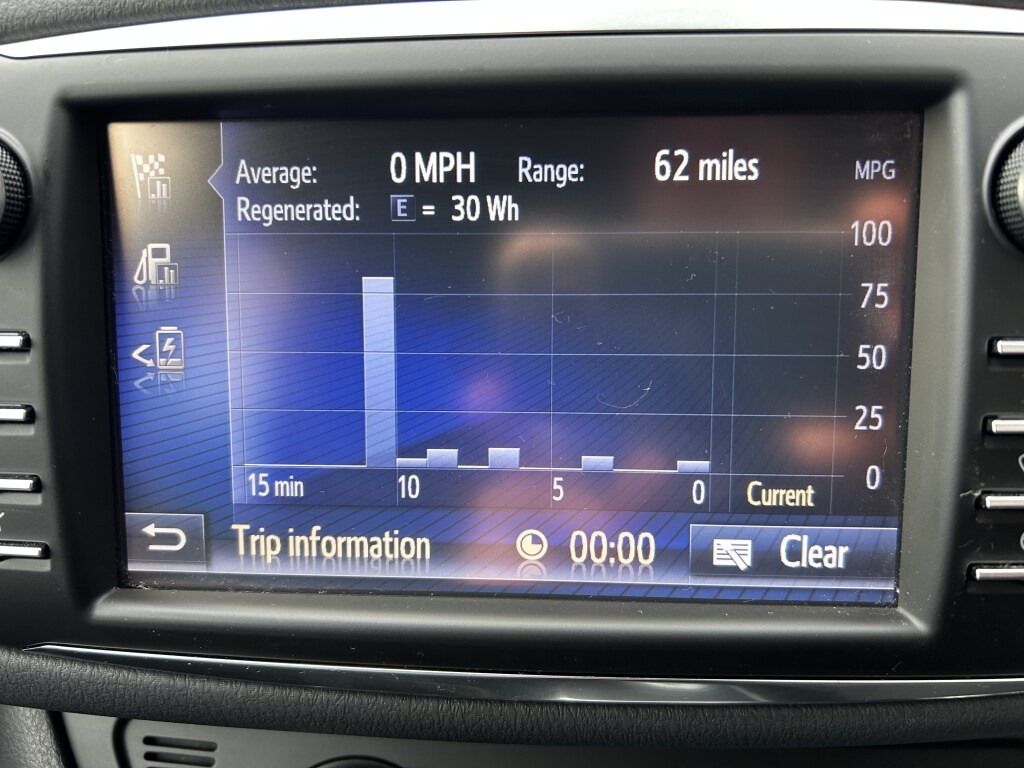 Average: 0 MPH Range: 62 miles MPG
Regenerated: E = 30 Wh
100
75
50
25
0
15 min 10 5 0 Current
Trip information 00:00 Clear